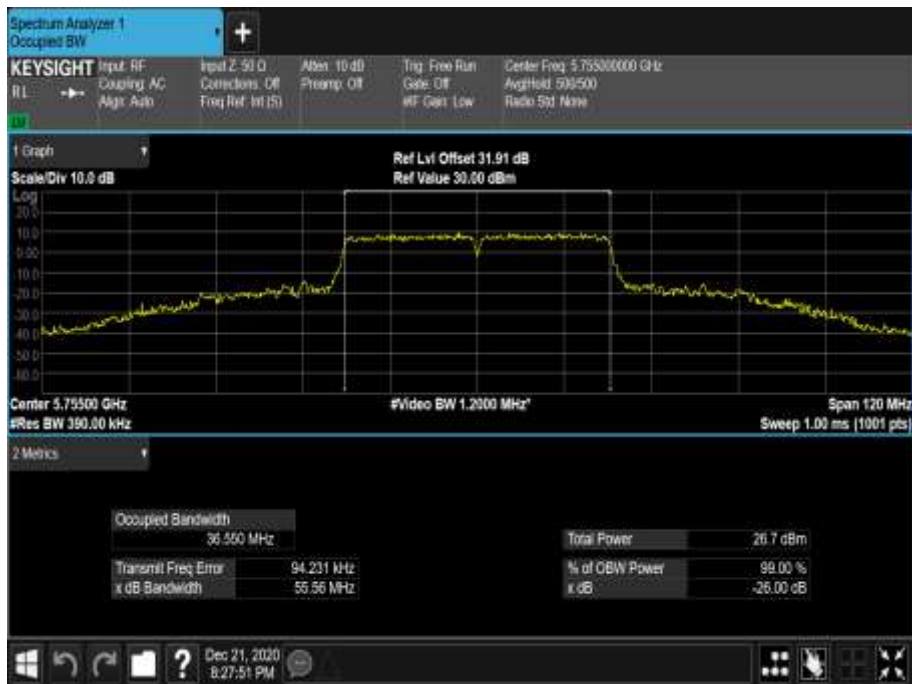 Spectrum Analyzer 1
Occupied BW
+
KEYSIGHT Input: RF Input Z: 50 Ω Atten: 10 dB Trig: Free Run Center Freq: 5.755000000 GHz
RL Coupling: AC Corrections: Off Preamp: Off Gate: Off Avg|Hold: 500/500
Align: Auto Freq Ref: Int (S) #IF Gain: Low Radio Std: None
1 Graph
Ref Lvl Offset 31.91 dB
Scale/Div 10.0 dB Ref Value 30.00 dBm
Log
20.0
10.0
0.00
-10.0
-20.0
-30.0
-40.0
-50.0
-60.0
Center 5.75500 GHz #Video BW 1.2000 MHz* Span 120 MHz
#Res BW 390.00 kHz Sweep 1.00 ms (1001 pts)
2 Metrics
Occupied Bandwidth
36.550 MHz Total Power 26.7 dBm
Transmit Freq Error 94.231 kHz % of OBW Power 99.00 %
x dB Bandwidth 55.56 MHz x dB -26.00 dB
? Dec 21, 2020
8:27:51 PM